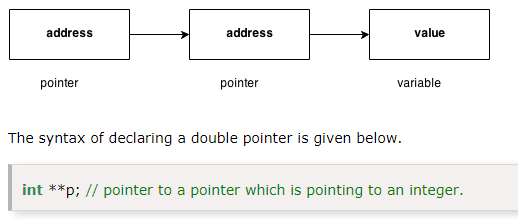 address address value
pointer pointer variable
The syntax of declaring a double pointer is given below.
int **p; // pointer to a pointer which is pointing to an integer.